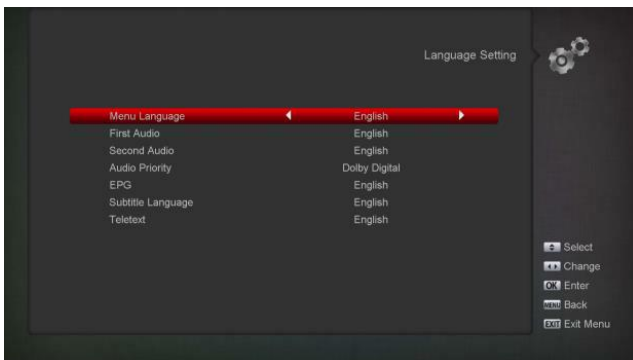 Language Setting
Menu Language English
First Audio English
Second Audio English
Audio Priority Dolby Digital
EPG English
Subtitle Language English
Teletext English
Select
Change
OK Enter
MENU Back
EXIT Exit Menu